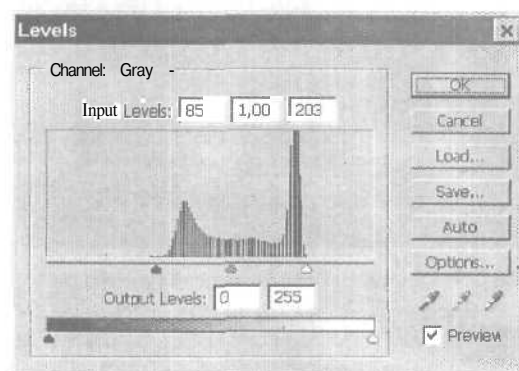 Levels
Channel: Gray -
Input Levels: 85 1,00 203
Output Levels: 0 255
OK
Cancel
Load...
Save...
Auto
Options...
Preview